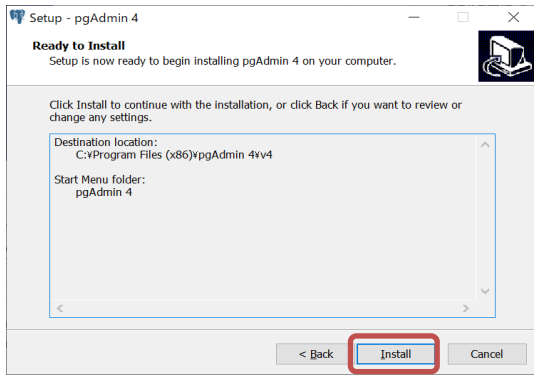 Setup - pgAdmin 4
Ready to Install
Setup is now ready to begin installing pgAdmin 4 on your computer.
Click Install to continue with the installation, or click Back if you want to review or
change any settings.
Destination location:
C:¥Program Files (x86)¥pgAdmin 4¥v4
Start Menu folder:
pgAdmin 4
< Back
Install
Cancel